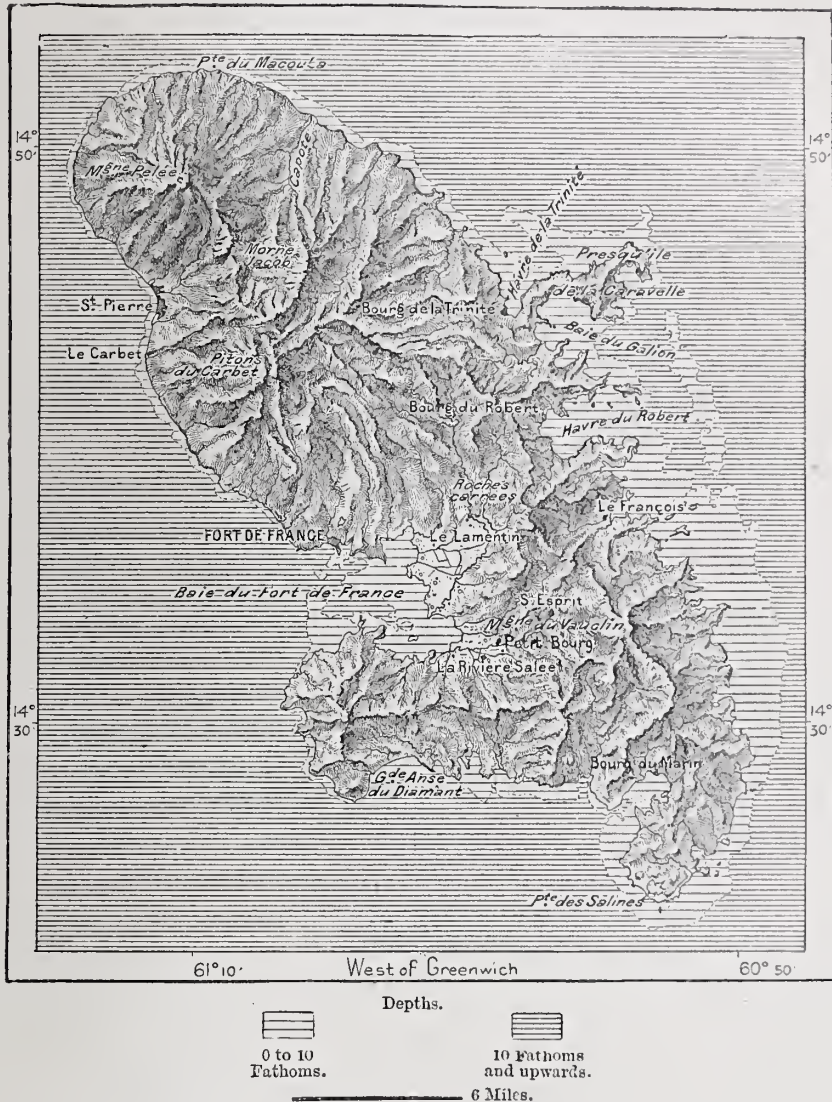 Pte du Macouba
14°
50'
14°
50'
Mgne Pelée
Capote
Havre de la Trinité
Morne
Jacob
Presqu'ile
de la Caravelle
St Pierre
Bourg de la Trinité
Baie du Galion
Le Carbet
Pitons
du Carbet
Bourg du Robert
Havre du Robert
Roches
carrées
Le François
FORT DE FRANCE
Le Lamentin
Baie du Fort de France
St Esprit
Mgne du Vauclin
Petit Bourg
La Rivière Salée
14°
30'
14°
30'
Bourg du Marin
Gde Anse
du Diamant
Pte des Salines
61° 10'
West of Greenwich
60° 50'
Depths.
0 to 10
Fathoms.
10 Fathoms
and upwards.
6 Miles.